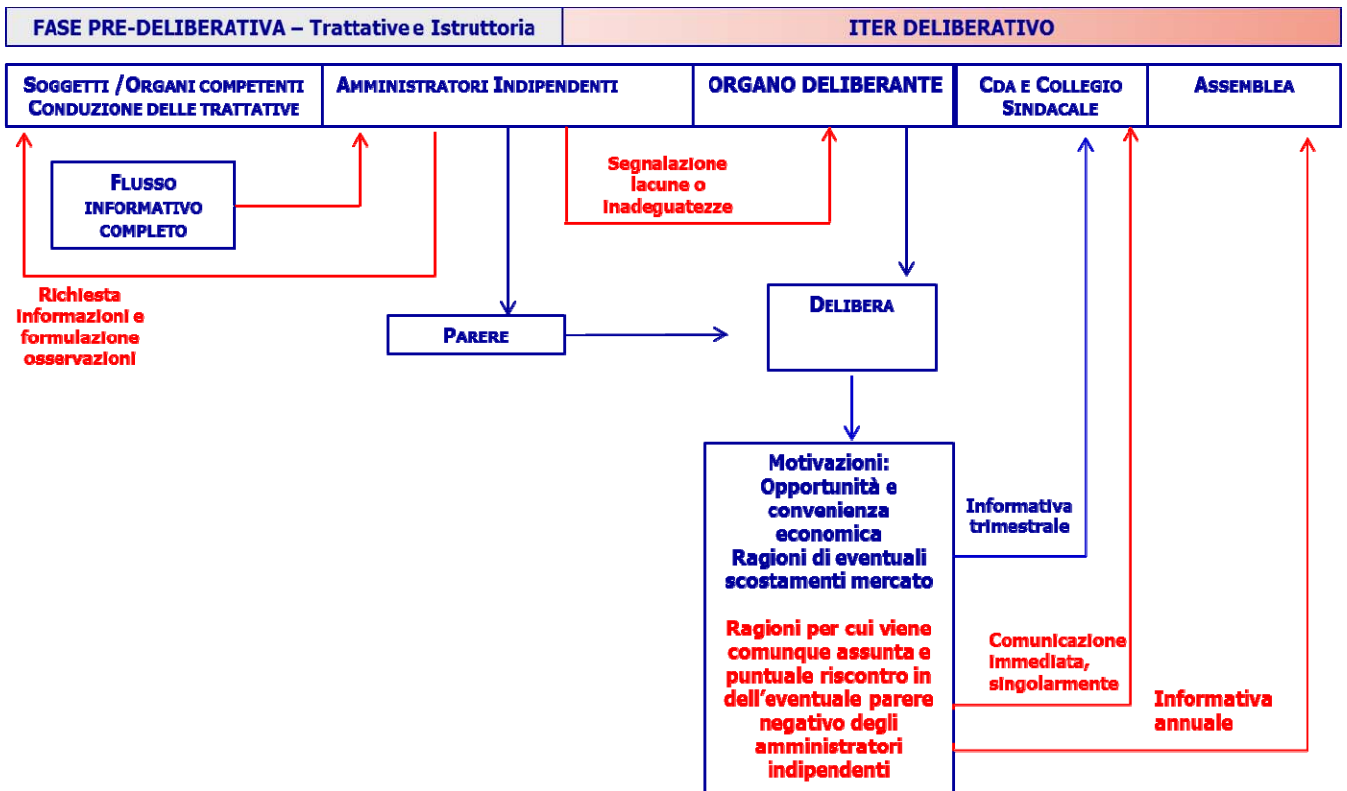 FASE PRE-DELIBERATIVA – Trattative e Istruttoria
ITER DELIBERATIVO
SOGGETTI /ORGANI COMPETENTI
CONDUZIONE DELLE TRATTATIVE
AMMINISTRATORI INDIPENDENTI
ORGANO DELIBERANTE
CDA E COLLEGIO
SINDACALE
ASSEMBLEA
FLUSSO
INFORMATIVO
COMPLETO
Segnalazione
lacune o
inadeguatezze
Richiesta
informazioni e
formulazione
osservazioni
PARERE
DELIBERA
Motivazioni:
Opportunità e
convenienza
economica
Ragioni di eventuali
scostamenti mercato
Ragioni per cui viene
comunque assunta e
puntuale riscontro in
dell'eventuale parere
negativo degli
amministratori
indipendenti
Informativa
trimestrale
Comunicazione
immediata,
singolarmente
Informativa
annuale